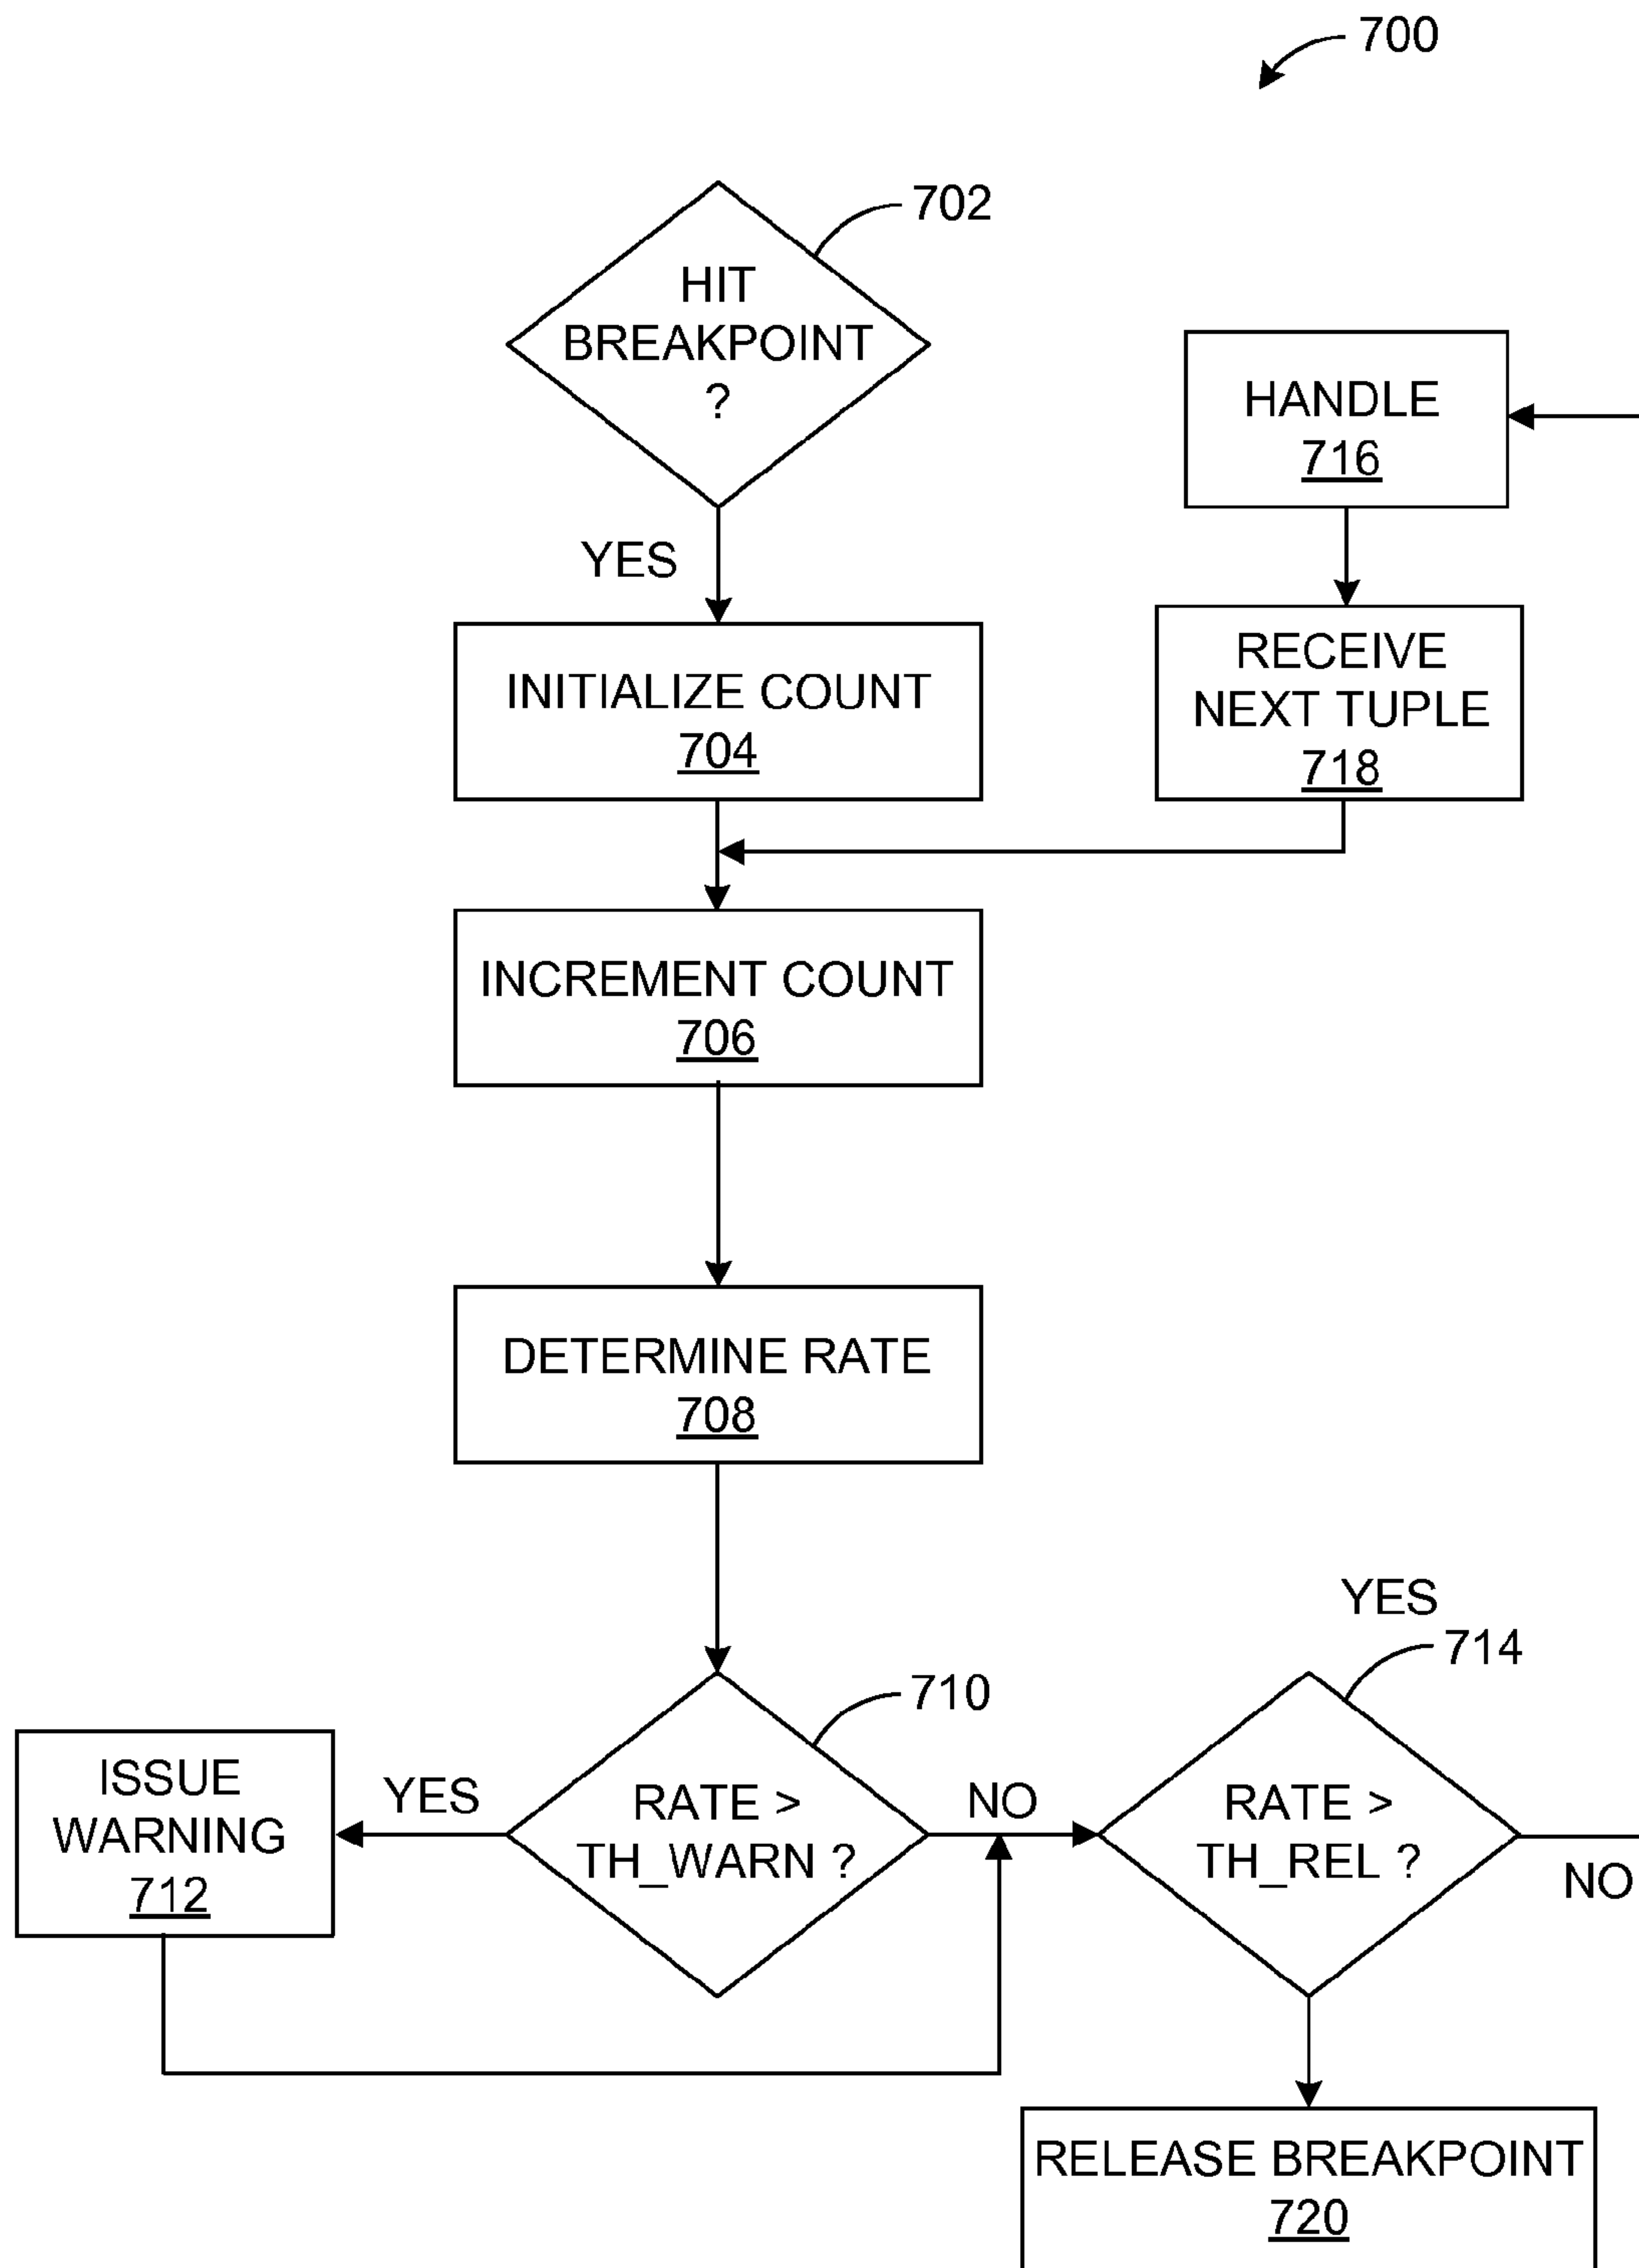 700
702
HIT
BREAKPOINT
?
HANDLE
716
YES
INITIALIZE COUNT
704
RECEIVE
NEXT TUPLE
718
INCREMENT COUNT
706
DETERMINE RATE
708
YES
714
710
ISSUE
WARNING
712
YES
RATE >
TH_WARN ?
NO
RATE >
TH_REL ?
NO
RELEASE BREAKPOINT
720